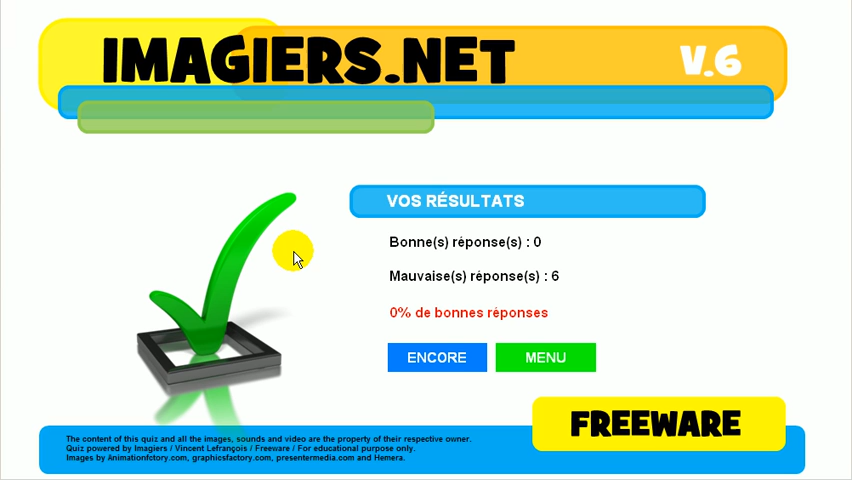 IMAGIERS.NET
V.6
VOS RÉSULTATS
Bonne(s) réponse(s) : 0
Mauvaise(s) réponse(s) : 6
0% de bonnes réponses
ENCORE
MENU
FREEWARE
The content of this quiz and all the images, sounds and video are the property of their respective owner.
Quiz powered by Imagiers / Vincent Lefrançois / Freeware / For educational purpose only.
Images by Animationfctory.com, graphicsfactory.com, presentermedia.com and Hemera.